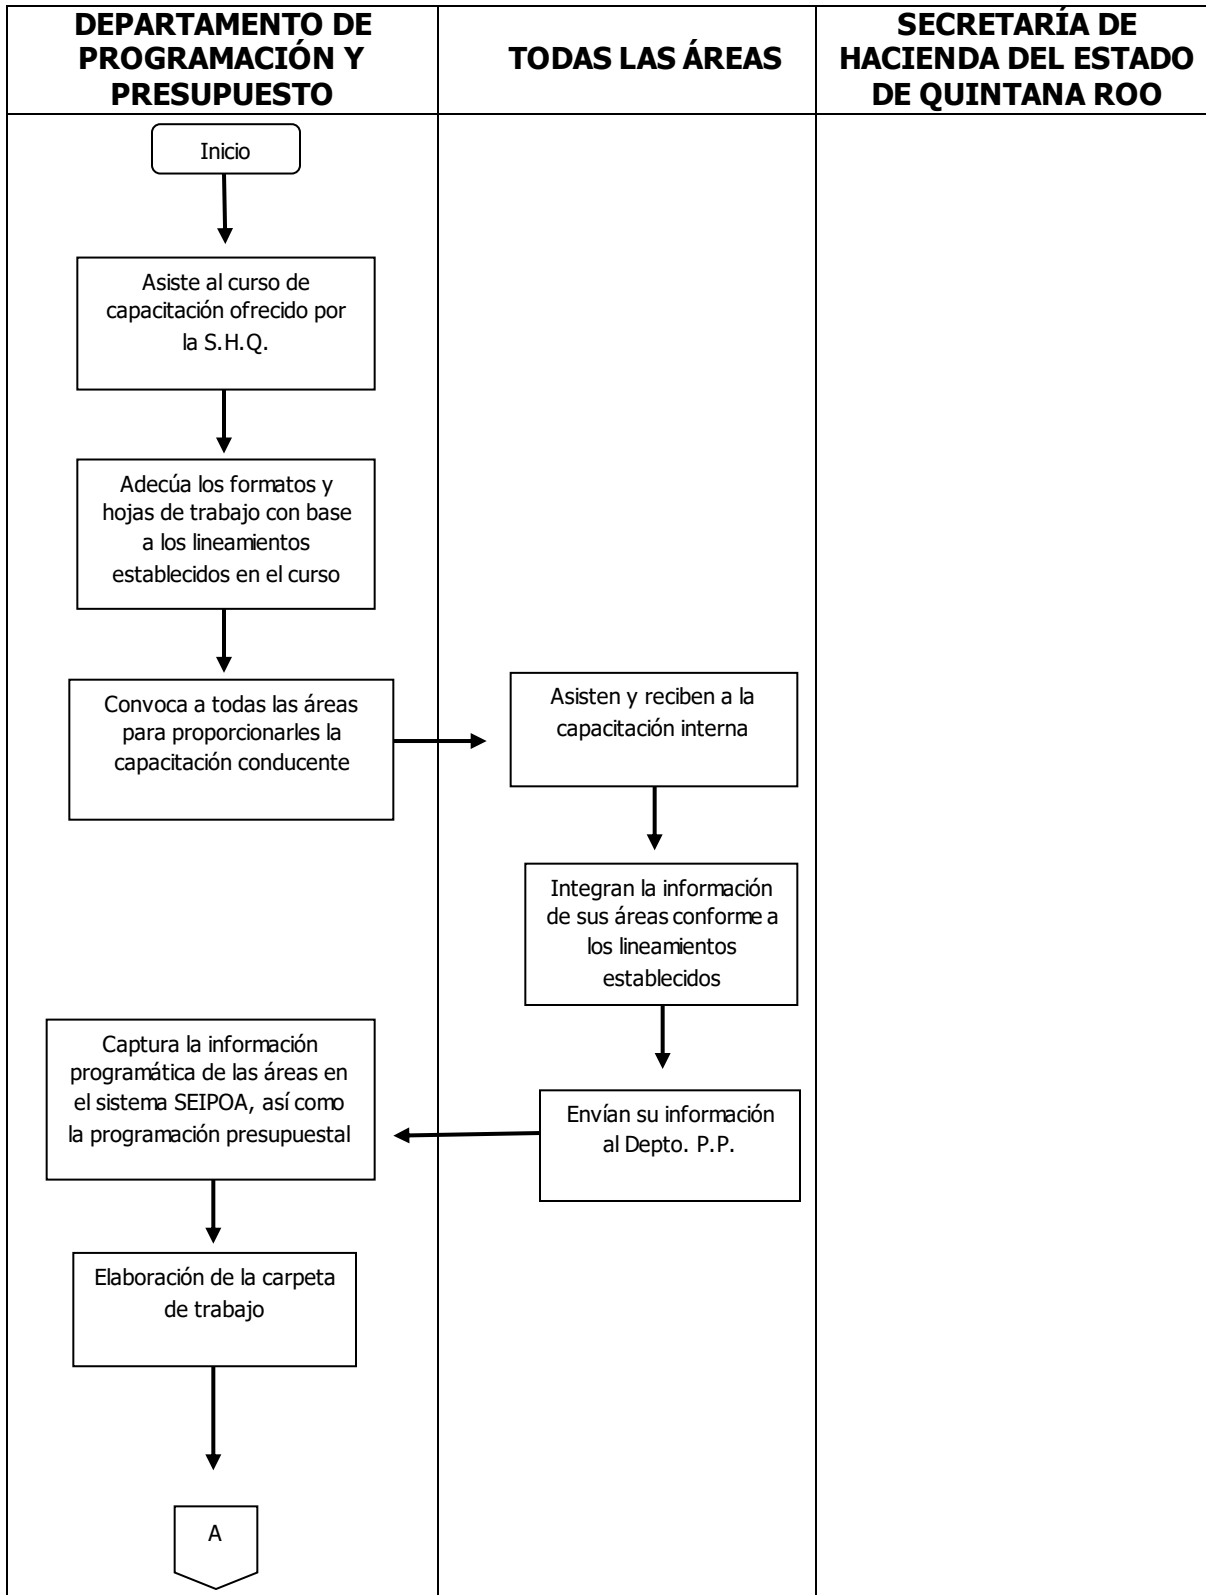 DEPARTAMENTO DE
PROGRAMACIÓN Y
PRESUPUESTO
TODAS LAS ÁREAS
SECRETARÍA DE
HACIENDA DEL ESTADO
DE QUINTANA ROO
Inicio
Asiste al curso de
capacitación ofrecido por
la S.H.Q.
Adecúa los formatos y
hojas de trabajo con base
a los lineamientos
establecidos en el curso
Convoca a todas las áreas
para proporcionarles la
capacitación conducente
Asisten y reciben a la
capacitación interna
Integran la información
de sus áreas conforme a
los lineamientos
establecidos
Envían su información
al Depto. P.P.
Captura la información
programática de las áreas en
el sistema SEIPOA, así como
la programación presupuestal
Elaboración de la carpeta
de trabajo
A